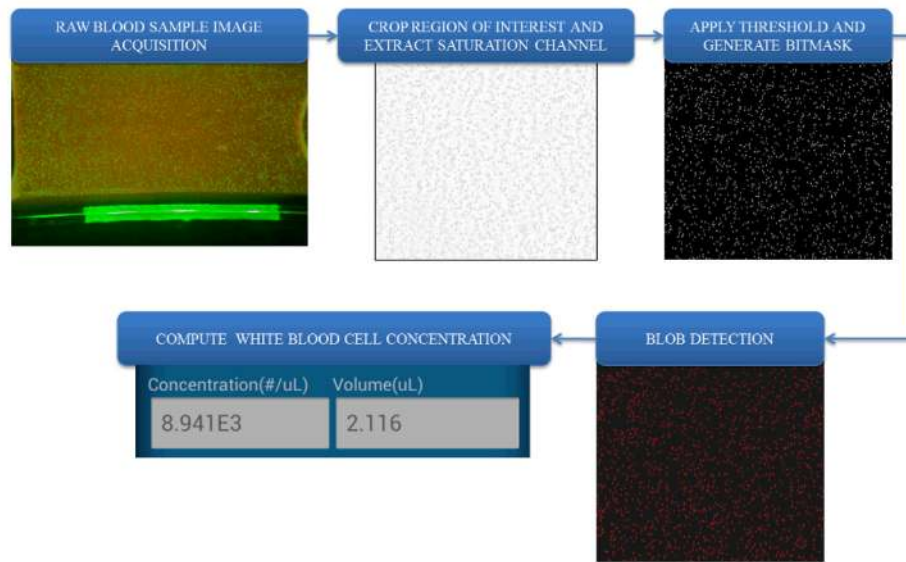 RAW BLOOD SAMPLE IMAGE
ACQUISITION
CROP REGION OF INTEREST AND
EXTRACT SATURATION CHANNEL
APPLY THRESHOLD AND
GENERATE BITMASK
COMPUTE WHITE BLOOD CELL CONCENTRATION
Concentration(#/uL)
Volume(uL)
8.941E3
2.116
BLOB DETECTION